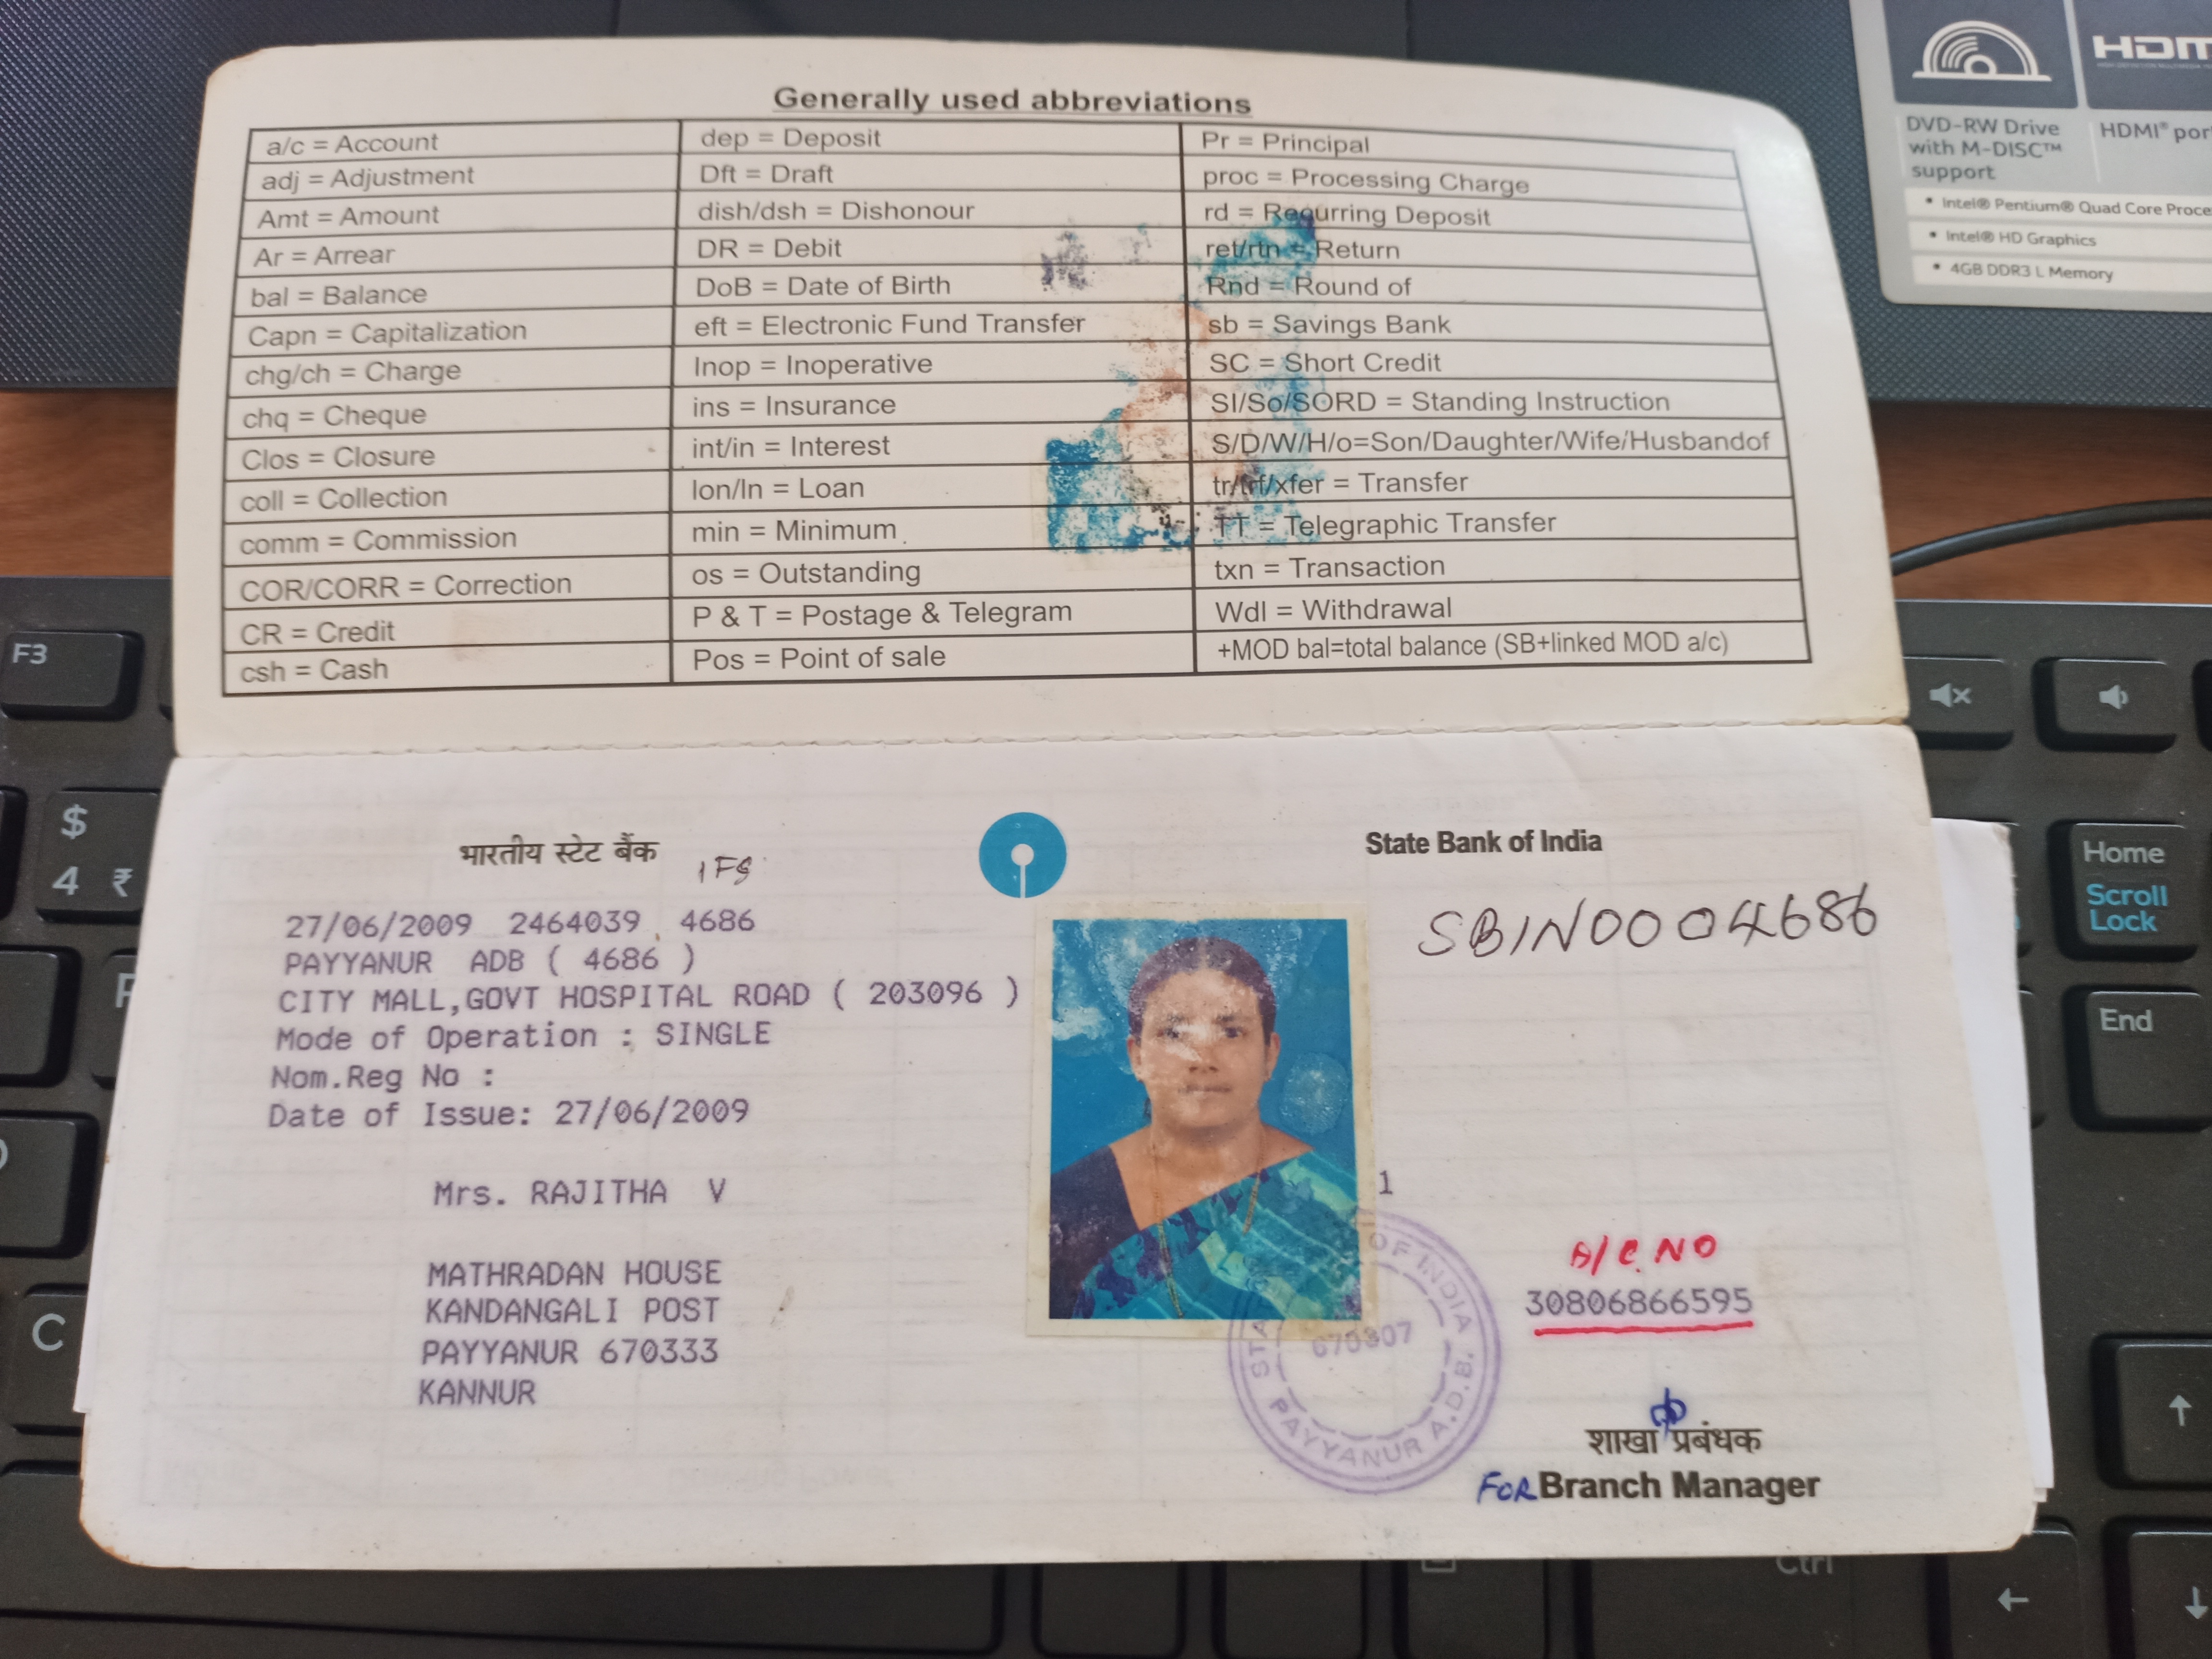 Generally used abbreviations
a/c = Account
adj = Adjustment
Amt = Amount
Ar = Arrear
bal = Balance
Capn = Capitalization
chg/ch = Charge
chq = Cheque
Clos = Closure
coll = Collection
comm = Commission
COR/CORR = Correction
CR = Credit
csh = Cash
dep = Deposit
Dft = Draft
dish/dsh = Dishonour
DR = Debit
DoB = Date of Birth
eft = Electronic Fund Transfer
Inop = Inoperative
ins = Insurance
int/in = Interest
lon/ln = Loan
min = Minimum
os = Outstanding
P & T = Postage & Telegram
Pos = Point of sale
Pr = Principal
proc = Processing Charge
rd = Recurring Deposit
ret/rtn = Return
Rnd = Round of
sb = Savings Bank
SC = Short Credit
SI/So/SORD = Standing Instruction
S/D/W/H/o=Son/Daughter/Wife/Husbandof
tr/trf/xfer = Transfer
TT = Telegraphic Transfer
txn = Transaction
Wdl = Withdrawal
+MOD bal=total balance (SB+linked MOD a/c)
भारतीय स्टेट बैंक
IFS
State Bank of India
SBIN0004686
27/06/2009 2464039 4686
PAYYANUR ADB ( 4686 )
CITY MALL,GOVT HOSPITAL ROAD ( 203096 )
Mode of Operation : SINGLE
Nom.Reg No :
Date of Issue: 27/06/2009
Mrs. RAJITHA V
1
MATHRADAN HOUSE
KANDANGALI POST
PAYYANUR 670333
KANNUR
A/C NO
30806866595
OF INDIA
670307
PAYYANUR A.D.B.
शाखा प्रबंधक
FOR Branch Manager
DVD-RW Drive
with M-DISC™
support
HDMI® por
Intel® Pentium® Quad Core Proce
Intel® HD Graphics
4GB DDR3 L Memory
F3
$
4 ₹
C
Home
Scroll
Lock
End
Ctrl